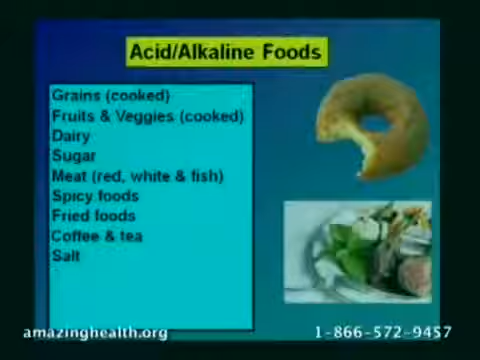 Acid/Alkaline Foods
Grains (cooked)
Fruits & Veggies (cooked)
Dairy
Sugar
Meat (red, white & fish)
Spicy foods
Fried foods
Coffee & tea
Salt
amazinghealth.org
1-866-572-9457